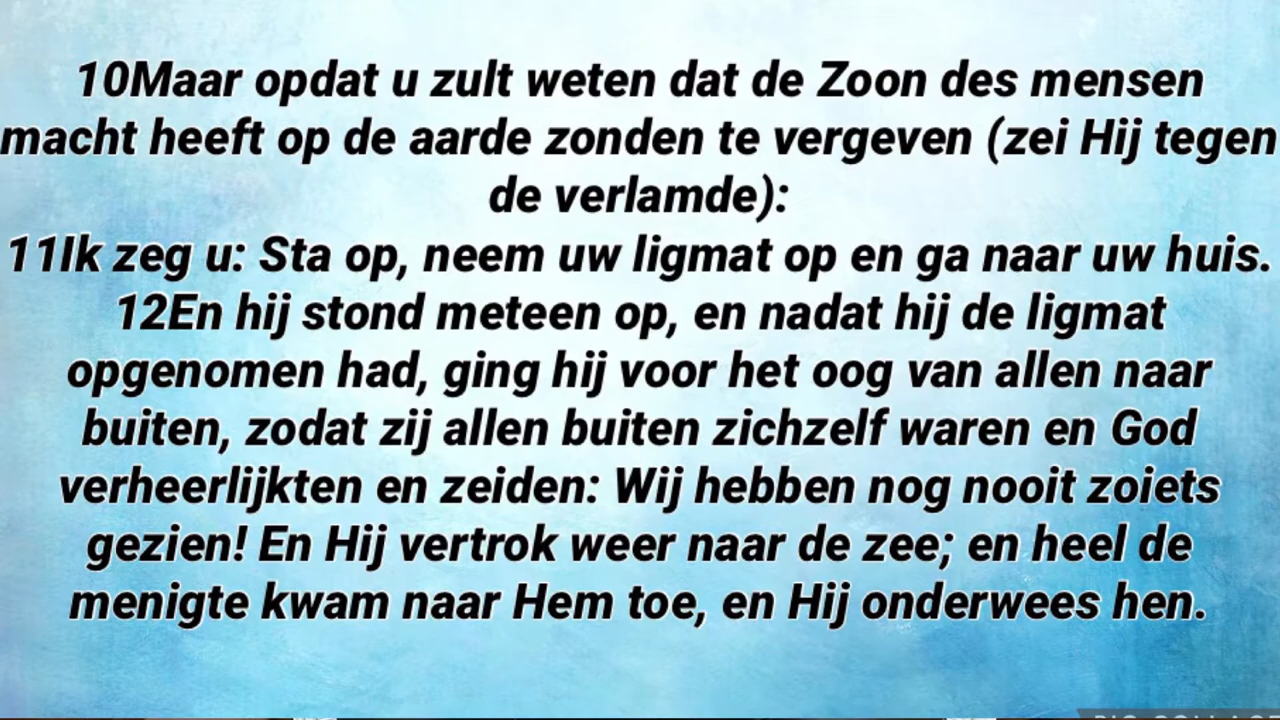 10Maar opdat u zult weten dat de Zoon des mensen
macht heeft op de aarde zonden te vergeven (zei Hij tegen
de verlamde):
11Ik zeg u: Sta op, neem uw ligmat op en ga naar uw huis.
12En hij stond meteen op, en nadat hij de ligmat
opgenomen had, ging hij voor het oog van allen naar
buiten, zodat zij allen buiten zichzelf waren en God
verheerlijkten en zeiden: Wij hebben nog nooit zoiets
gezien! En Hij vertrok weer naar de zee; en heel de
menigte kwam naar Hem toe, en Hij onderwees hen.